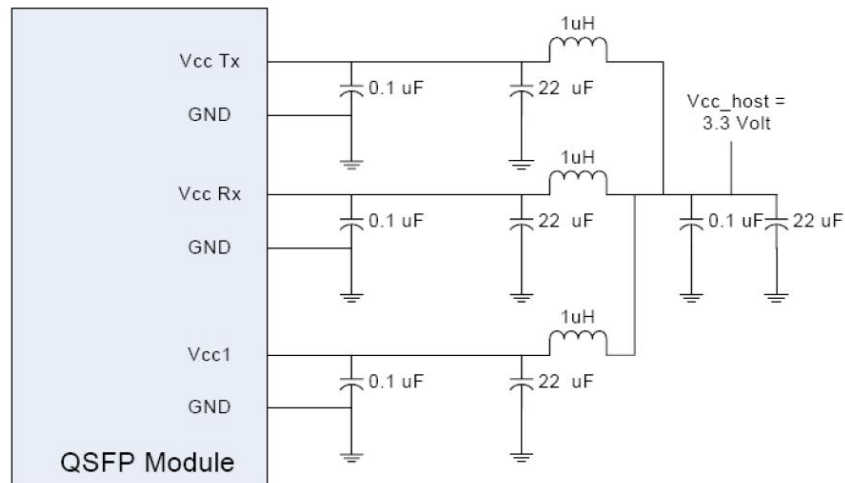 1uH
Vcc Tx
0.1 uF
22 uF
GND
Vcc_host =
3.3 Volt
1uH
Vcc Rx
0.1 uF
22 uF
0.1 uF
22 uF
GND
1uH
Vcc1
0.1 uF
22 uF
GND
QSFP Module